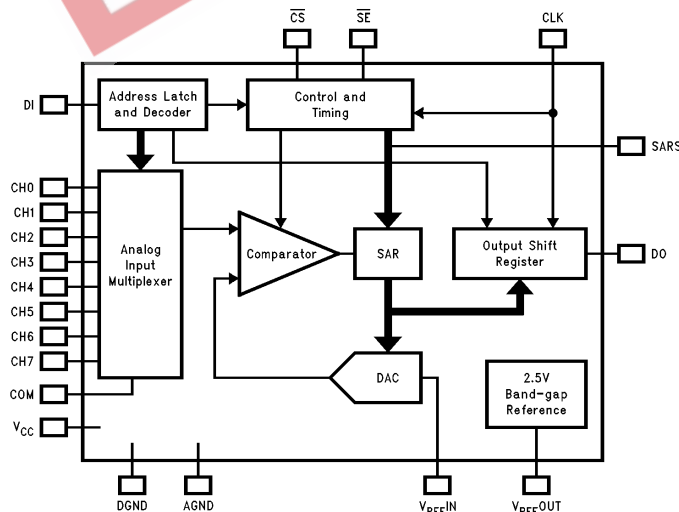 CS
SE
CLK
DI
Address Latch
and Decoder
Control and
Timing
SARS
CH0
CH1
CH2
CH3
CH4
CH5
CH6
CH7
COM
VCC
Analog
Input
Multiplexer
Comparator
SAR
Output Shift
Register
DO
DAC
2.5V
Band-gap
Reference
DGND
AGND
VREFIN
VREFOUT